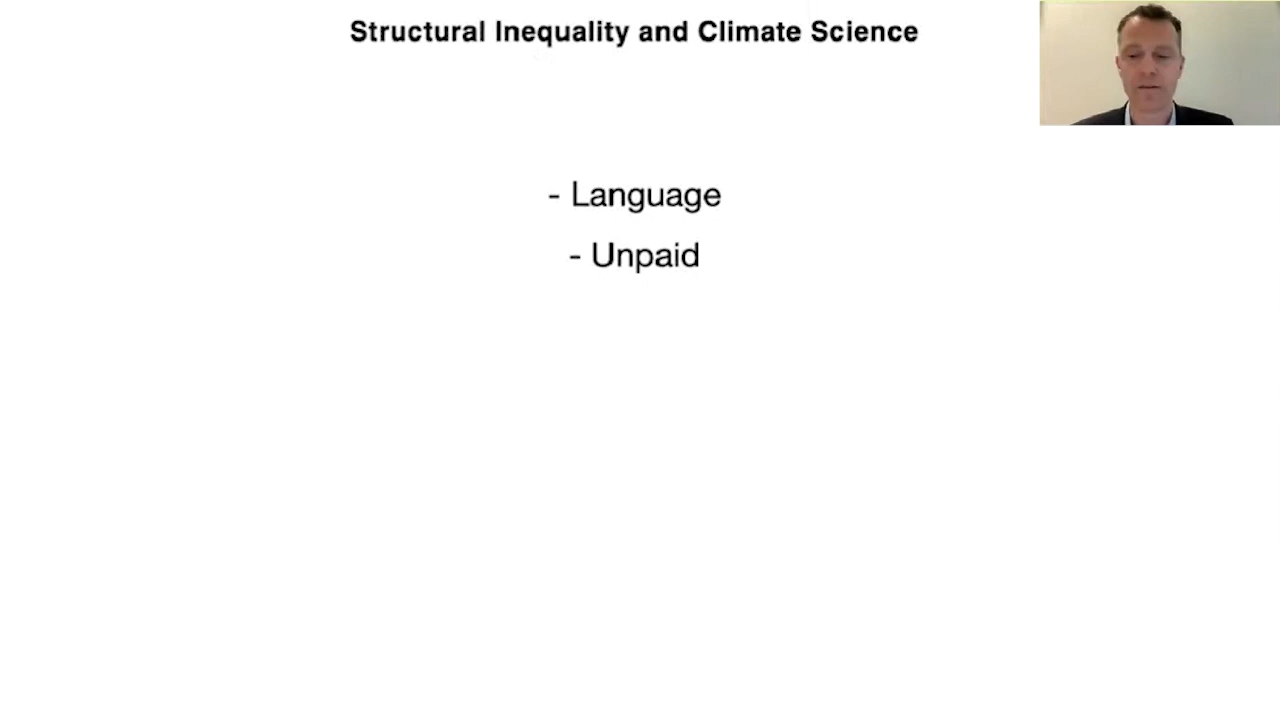 Structural Inequality and Climate Science
- Language
- Unpaid